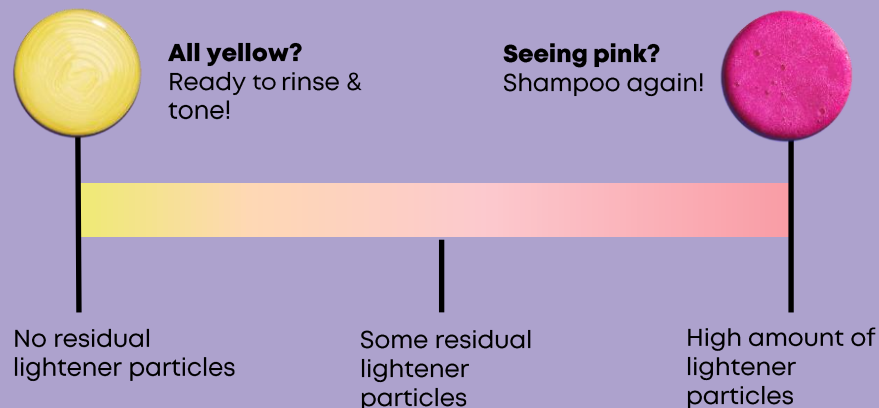 All yellow?
Ready to rinse &
tone!
Seeing pink?
Shampoo again!
No residual
lightener particles
Some residual
lightener
particles
High amount of
lightener
particles